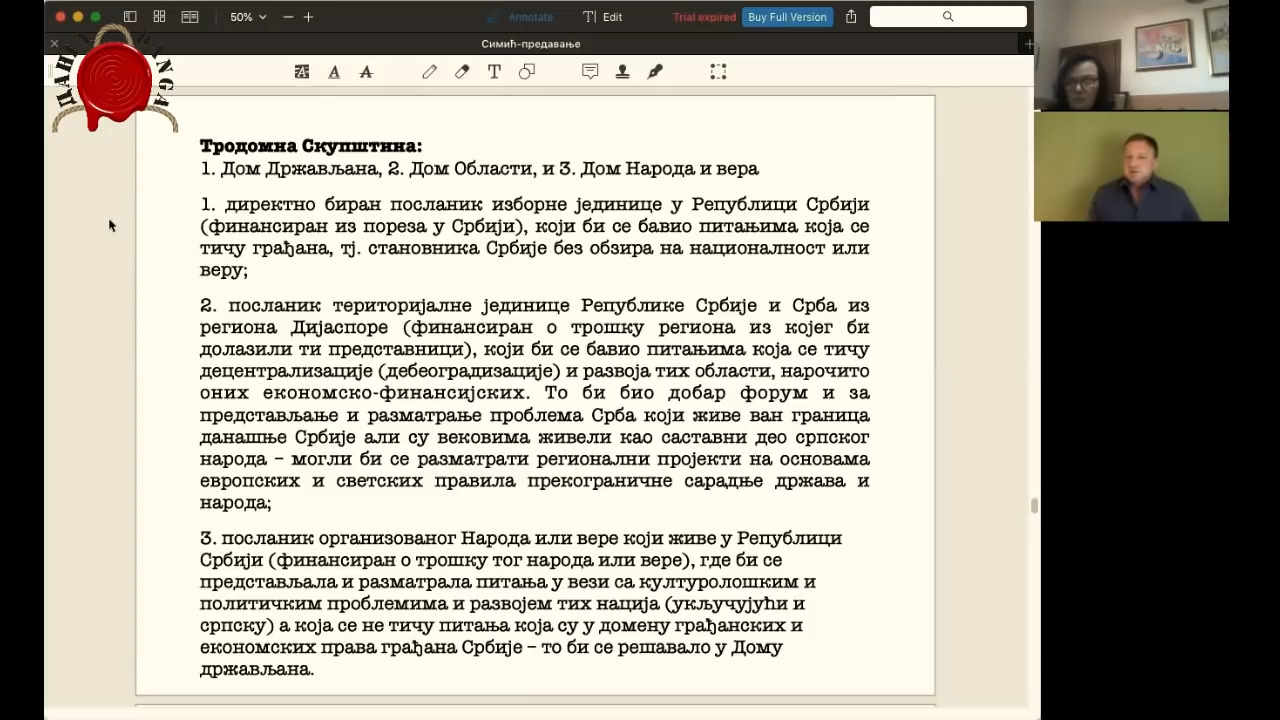 50%
Annotate
Edit
Trial expired
Buy Full Version
Симић-предавање
Тродомна Скупштина:
1. Дом Држављана, 2. Дом Области, и 3. Дом Народа и вера
1. директно биран посланик изборне јединице у Републици Србији
(финансиран из пореза у Србији), који би се бавио питањима која се
тичу грађана, тј. становника Србије без обзира на националност или
веру;
2. посланик територијалне јединице Републике Србије и Срба из
региона Дијаспоре (финансиран о трошку региона из којег би
долазили ти представници), који би се бавио питањима која се тичу
децентрализације (дебеоградизације) и развоја тих области, нарочито
оних економско-финансијских. То би био добар форум и за
представљање и разматрање проблема Срба који живе ван граница
данашње Србије али су вековима живели као саставни део српског
народа – могли би се разматрати регионални пројекти на основама
европских и светских правила прекограничне сарадње држава и
народа;
3. посланик организованог Народа или вере који живе у Републици
Србији (финансиран о трошку тог народа или вере), где би се
представљала и разматрала питања у вези са културолошким и
политичким проблемима и развојем тих нација (укључујући и
српску) а која се не тичу питања која су у домену грађанских и
економских права грађана Србије – то би се решавало у Дому
држављана.